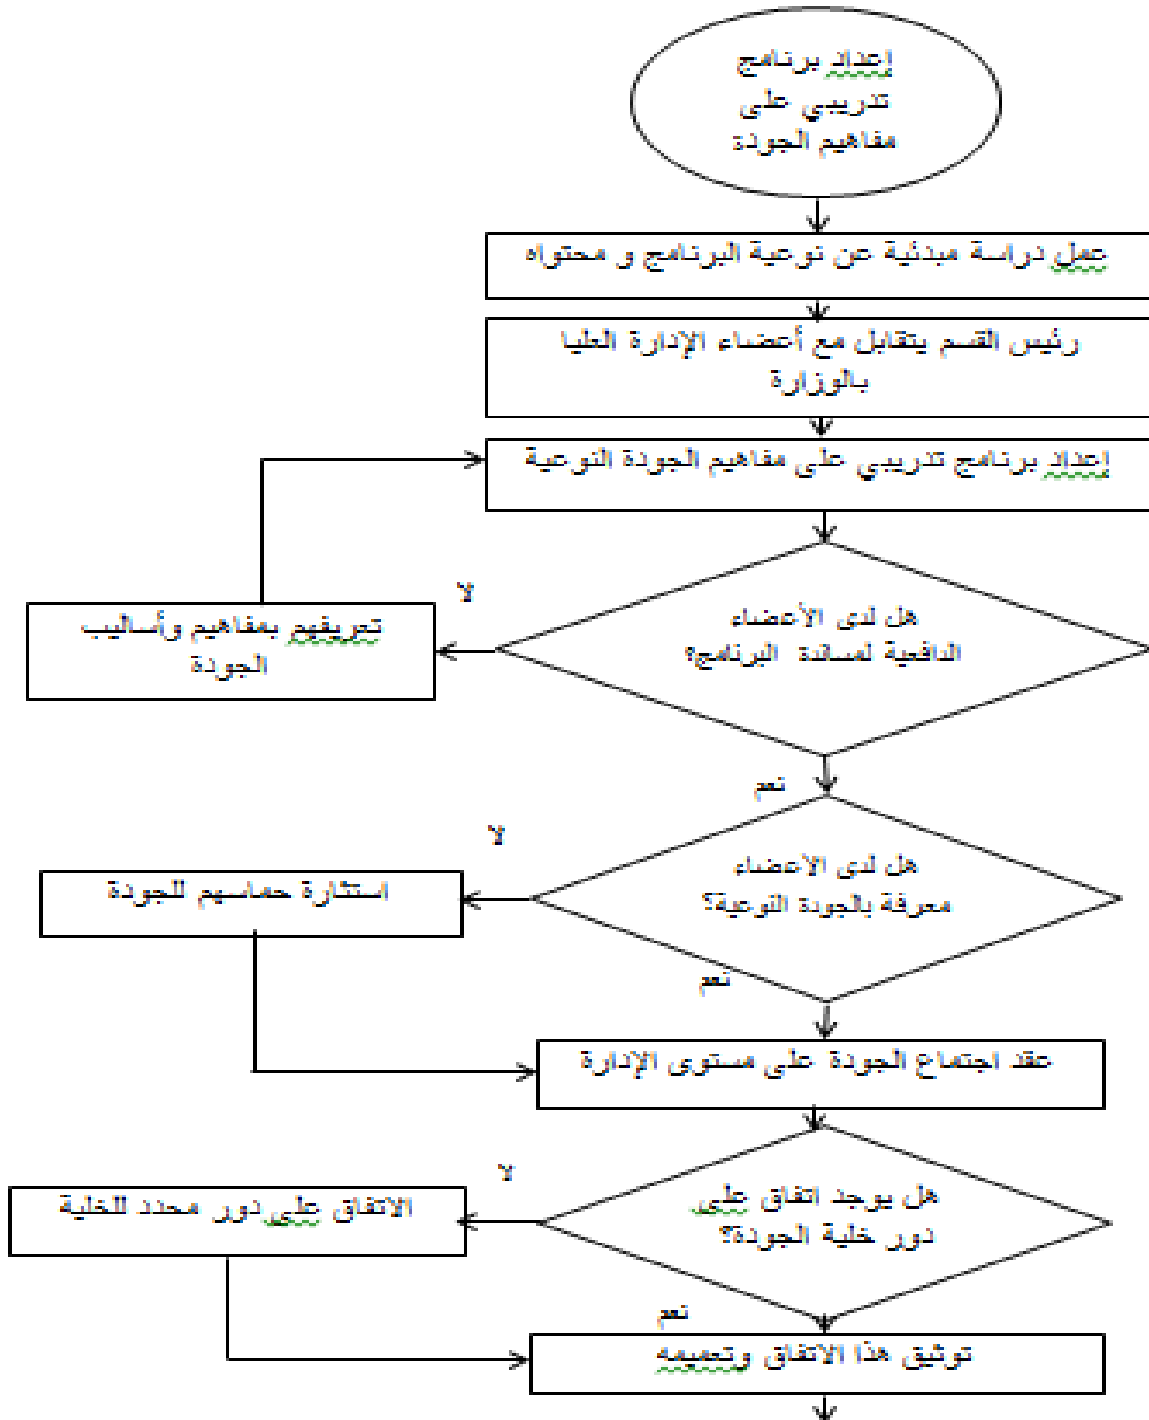 إعداد برنامج
تدريبي على
مفاهيم الجودة
عمل دراسة مبدئية عن نوعية البرنامج و محتواه
رئيس القسم يتقابل مع أعضاء الإدارة العليا
بالوزارة
إعداد برنامج تدريبي على مفاهيم الجودة النوعية
هل لدى الأعضاء
الدافعية لمساندة البرنامج؟
لا
تعريفهم بمفاهيم وأساليب
الجودة
نعم
هل لدى الأعضاء
معرفة بالجودة النوعية؟
لا
استثارة حماسهم للجودة
نعم
عقد اجتماع الجودة على مستوى الإدارة
هل يوجد اتفاق على
دور خلية الجودة؟
لا
الاتفاق على دور محدد للخلية
نعم
توثيق هذا الاتفاق وتعميمه